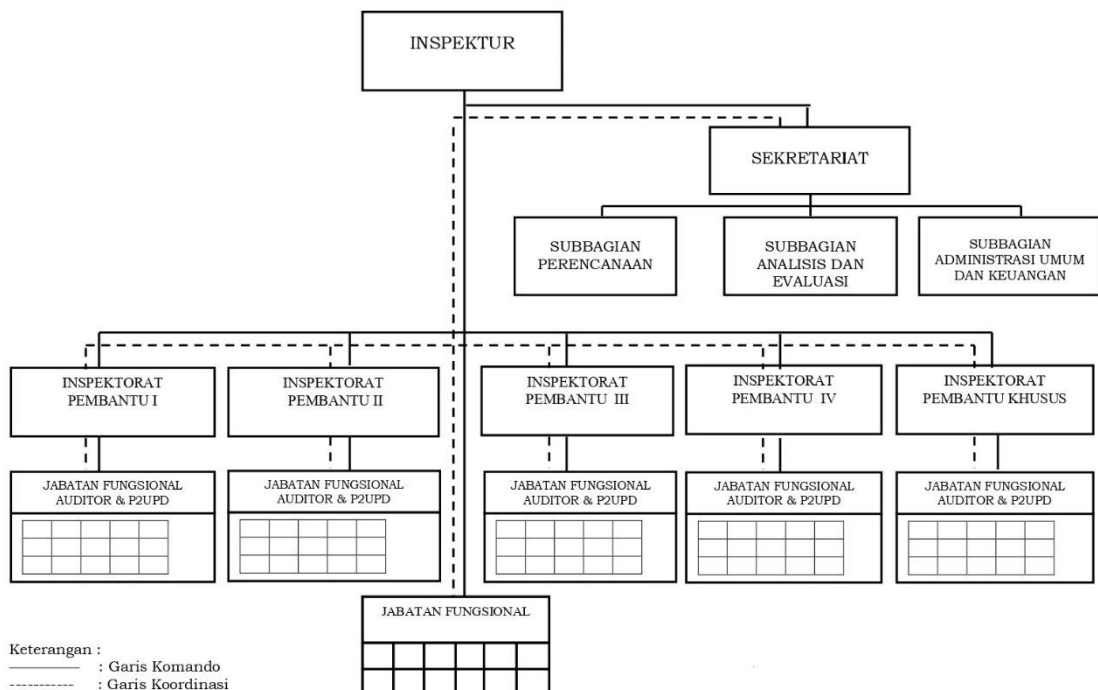 INSPEKTUR
SEKRETARIAT
SUBBAGIAN
PERENCANAAN
SUBBAGIAN
ANALISIS DAN
EVALUASI
SUBBAGIAN
ADMINISTRASI UMUM
DAN KEUANGAN
INSPEKTORAT
PEMBANTU I
INSPEKTORAT
PEMBANTU II
INSPEKTORAT
PEMBANTU III
INSPEKTORAT
PEMBANTU IV
INSPEKTORAT
PEMBANTU KHUSUS
JABATAN FUNGSIONAL
AUDITOR & P2UPD
JABATAN FUNGSIONAL
AUDITOR & P2UPD
JABATAN FUNGSIONAL
AUDITOR & P2UPD
JABATAN FUNGSIONAL
AUDITOR & P2UPD
JABATAN FUNGSIONAL
AUDITOR & P2UPD
JABATAN FUNGSIONAL
Keterangan :
: Garis Komando
----------- : Garis Koordinasi